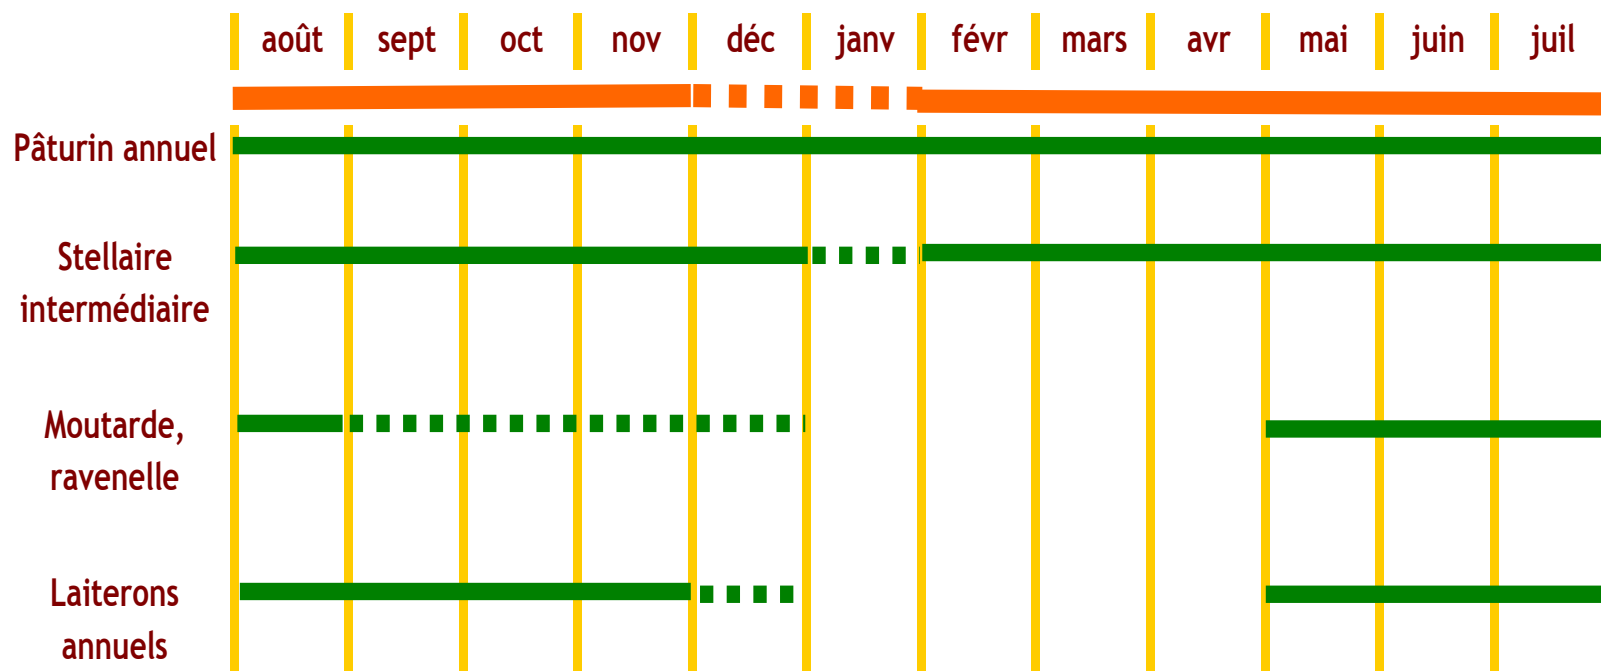 août sept oct nov déc janv févr mars avr mai juin juil
Pâturin annuel
Stellaire
intermédiaire
Moutarde,
ravenelle
Laiterons
annuels